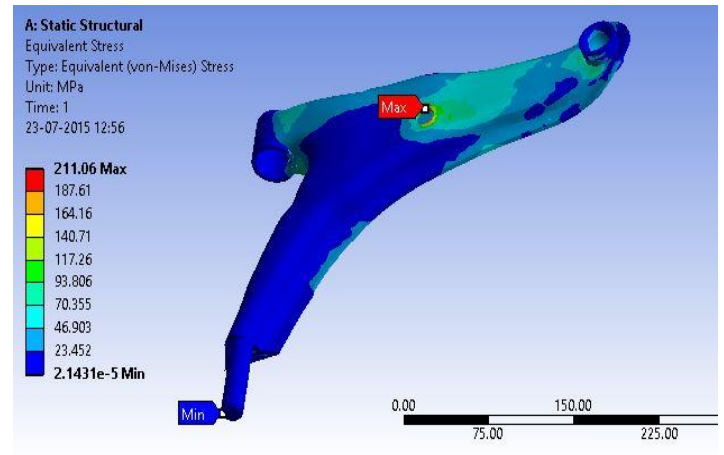 A: Static Structural
Equivalent Stress
Type: Equivalent (von-Mises) Stress
Unit: MPa
Time: 1
23-07-2015 12:56
211.06 Max
187.61
164.16
140.71
117.26
93.806
70.355
46.903
23.452
2.1431e-5 Min
Max
Min
0.00 150.00
75.00 225.00